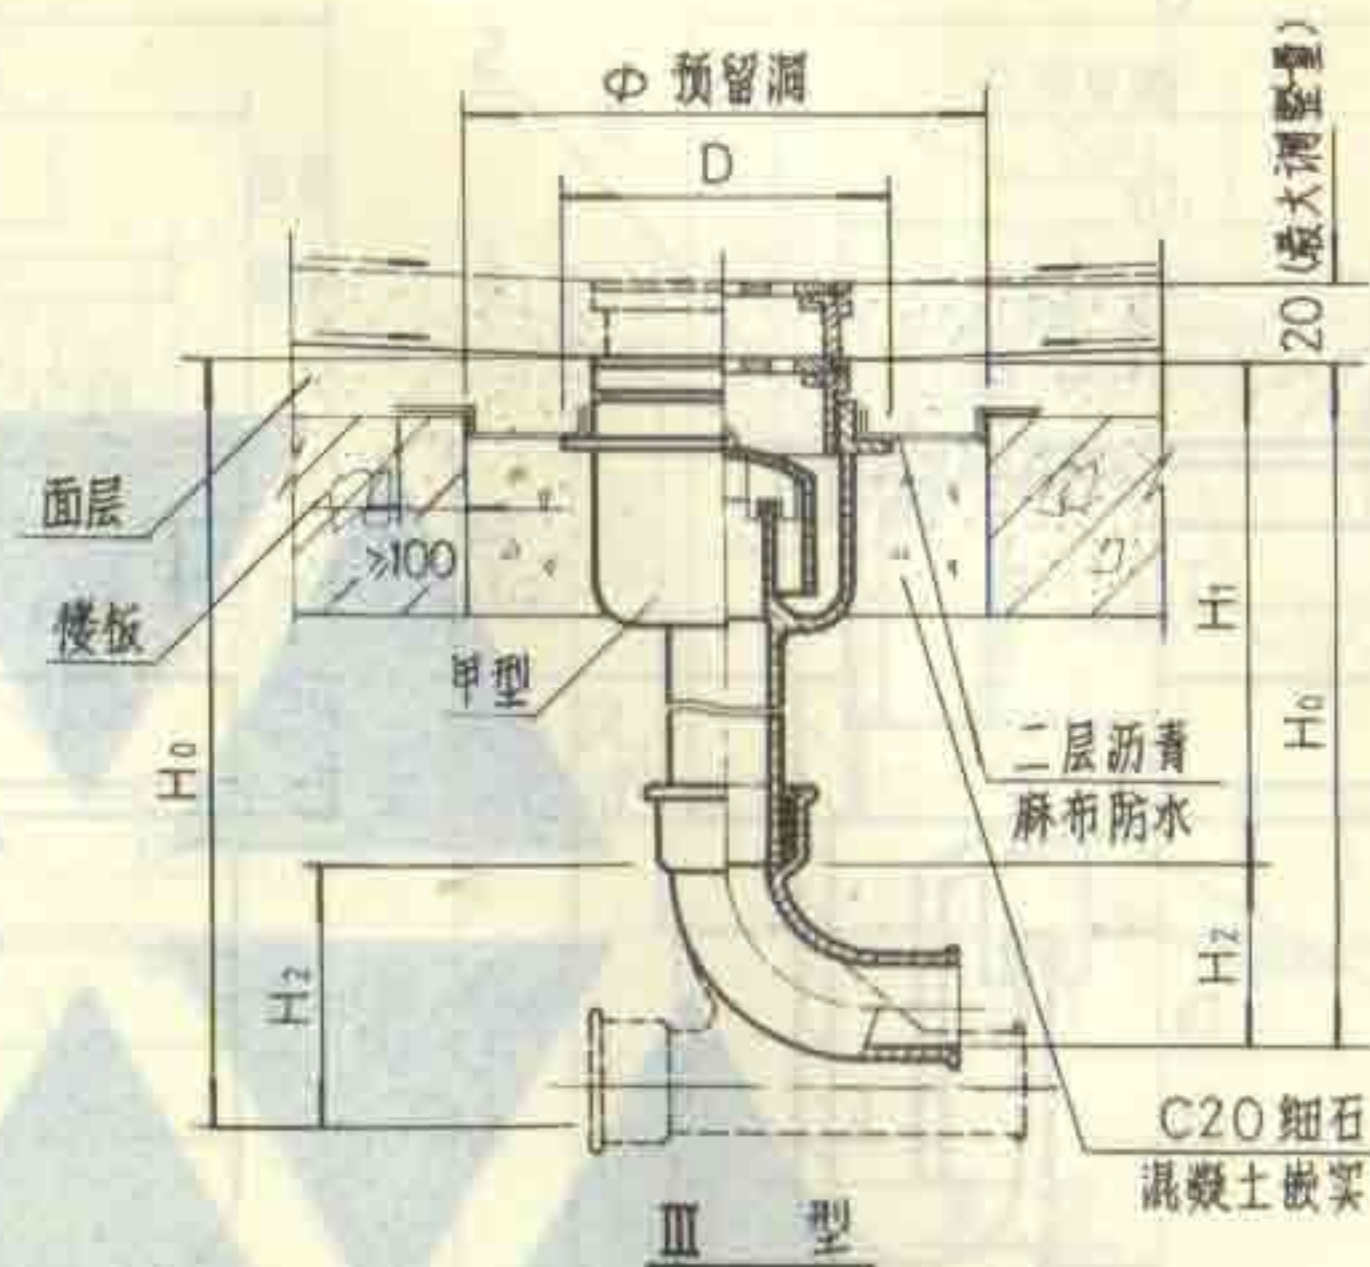 Φ 预留洞
D
20(最大调整量)
面层
楼板
≥100
甲型
H₁
H₀
H₀
二层沥青
麻布防水
H₂
H₂
C20 细石
混凝土嵌实
Ⅲ 型